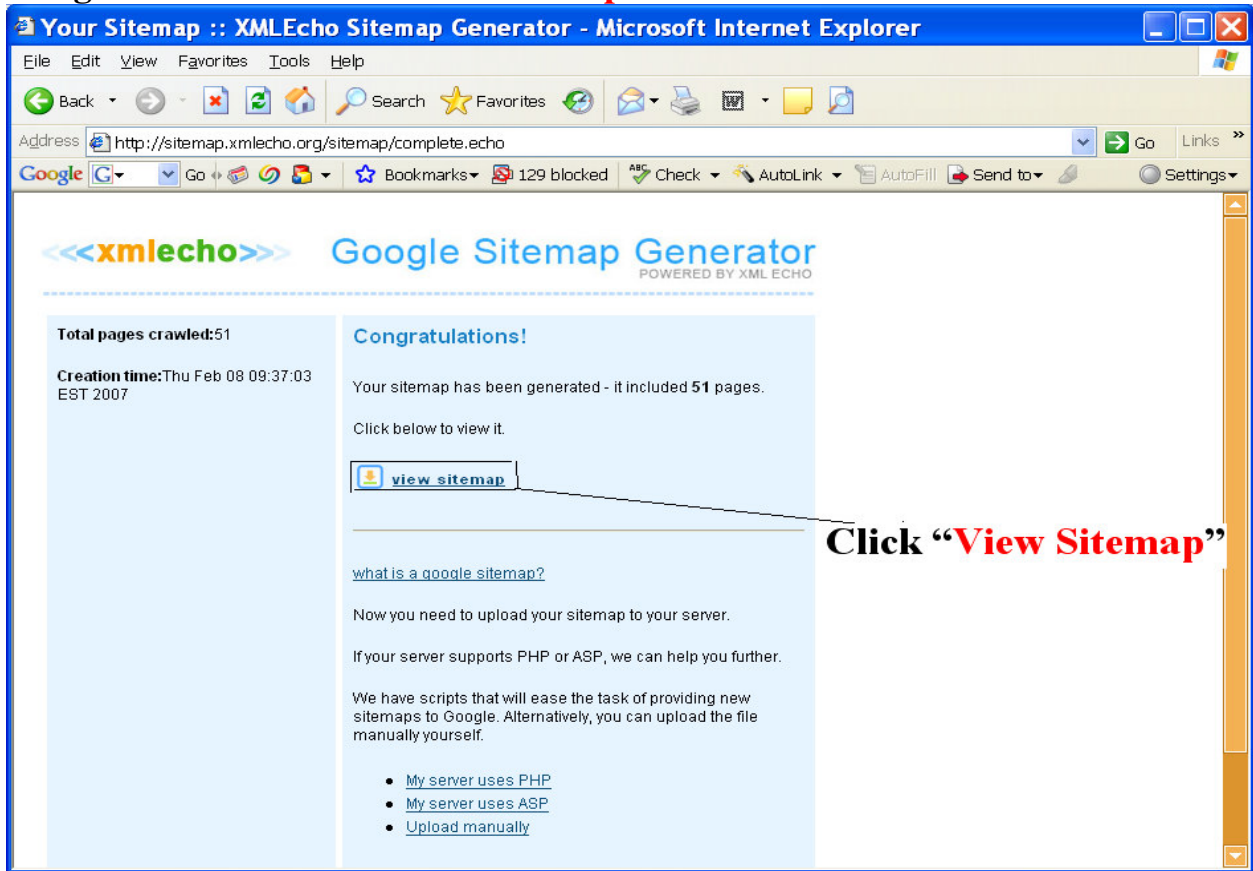 Your Sitemap :: XMLEcho Sitemap Generator - Microsoft Internet Explorer
File Edit View Favorites Tools Help
Back Search Favorites
Address http://sitemap.xmlecho.org/sitemap/complete.echo Go Links »
Google G Go Bookmarks 129 blocked ABC Check AutoLink AutoFill Send to Settings
<<<xmlecho>>> Google Sitemap Generator
POWERED BY XML ECHO
Total pages crawled:51
Creation time:Thu Feb 08 09:37:03
EST 2007
Congratulations!
Your sitemap has been generated - it included 51 pages.
Click below to view it.
view sitemap
Click “View Sitemap”
what is a google sitemap?
Now you need to upload your sitemap to your server.
If your server supports PHP or ASP, we can help you further.
We have scripts that will ease the task of providing new
sitemaps to Google. Alternatively, you can upload the file
manually yourself.
• My server uses PHP
• My server uses ASP
• Upload manually